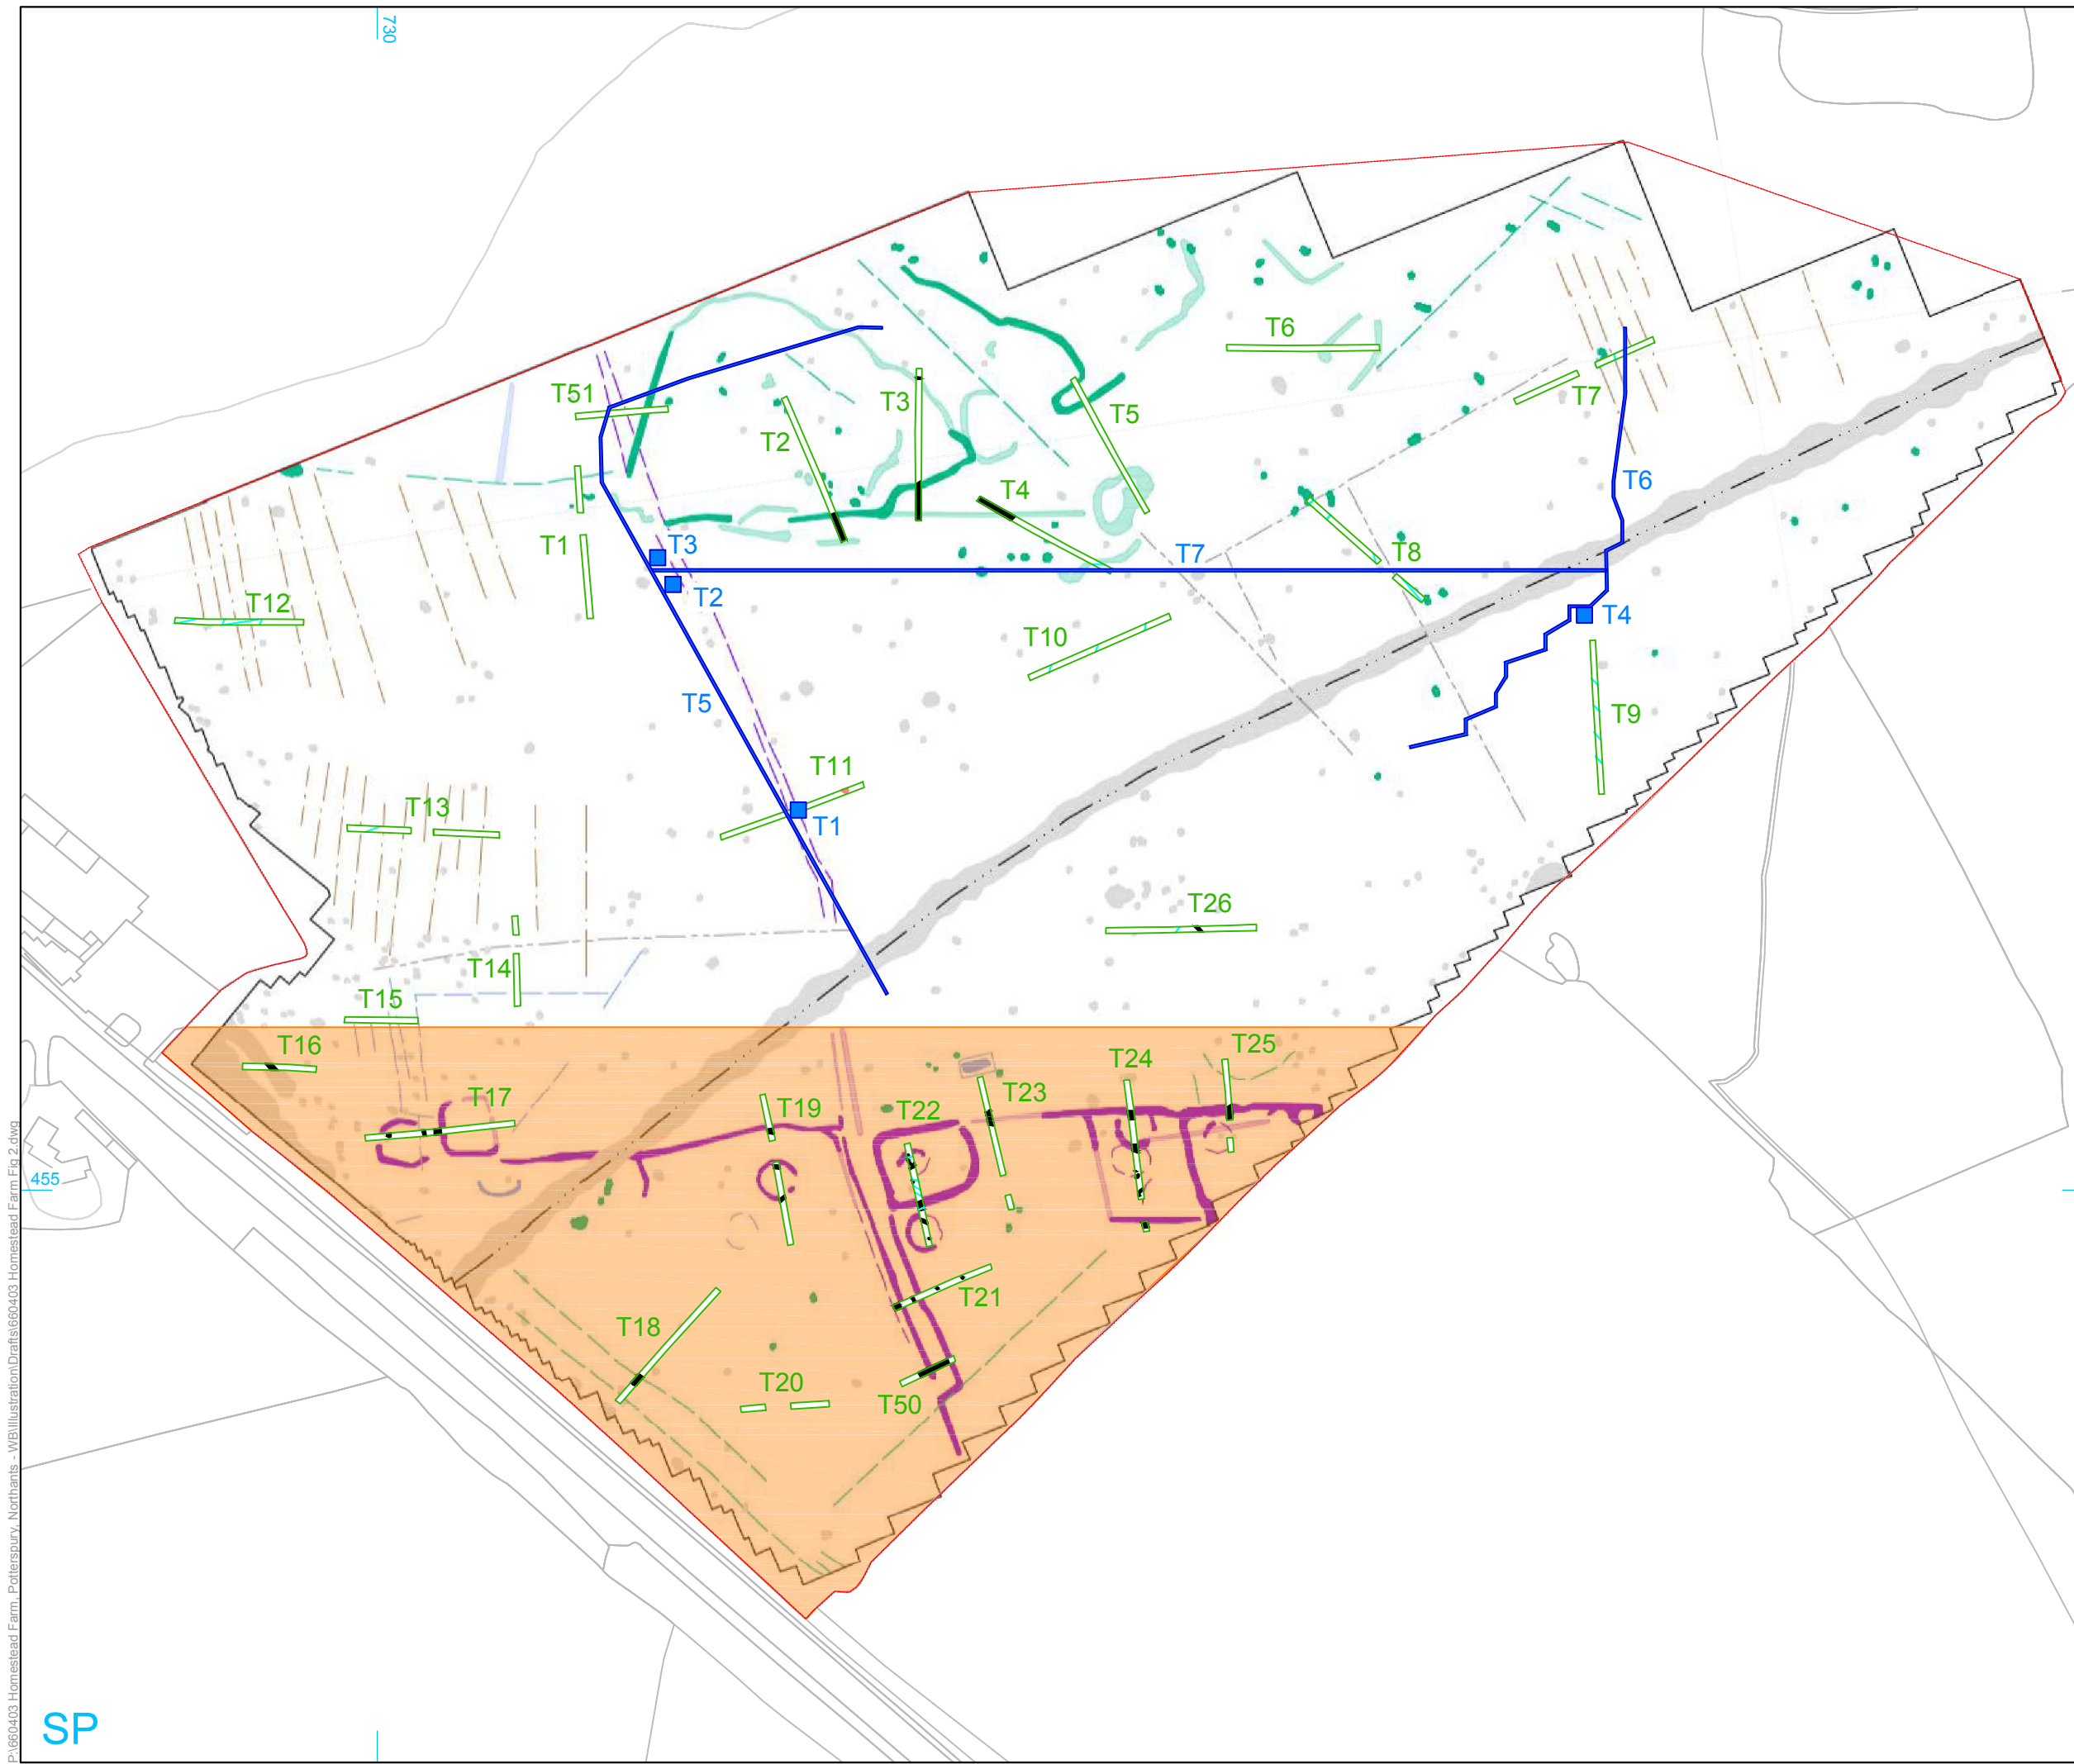 730
T6
T51
T3
T7
T5
T2
T6
T4
T1
T3
T7
T8
T12
T2
T4
T10
T5
T9
T11
T13
T1
T26
T14
T15
T16
T24
T25
T17
T23
T19
T22
455
T21
T18
T20
T50
SP
P:\660403 Homestead Farm, Potterspury, Northants - WB\Illustration\Drafts\660403 Homestead Farm Fig 2.dwg